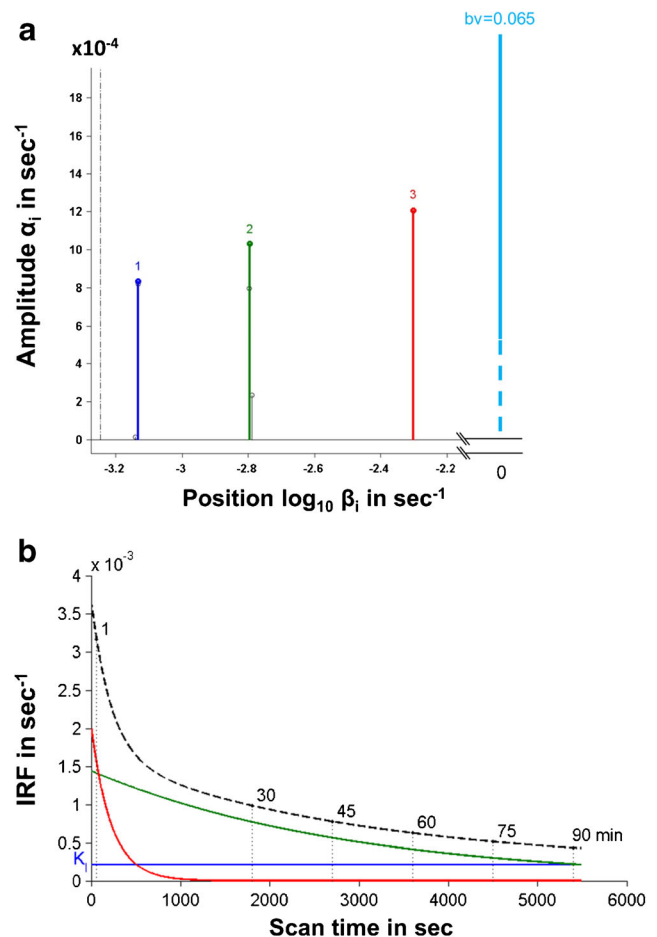 a
bv=0.065
x10-4
Amplitude αi in sec-1
18
16
14
12
10
8
6
4
2
0
1
2
3
-3.2 -3 -2.8 -2.6 -2.4 -2.2 0
Position log10 βi in sec-1
b
x 10-3
IRF in sec-1
4
3.5
3
2.5
2
1.5
1
0.5
0
Ki
1
30
45
60
75
90 min
0 1000 2000 3000 4000 5000 6000
Scan time in sec